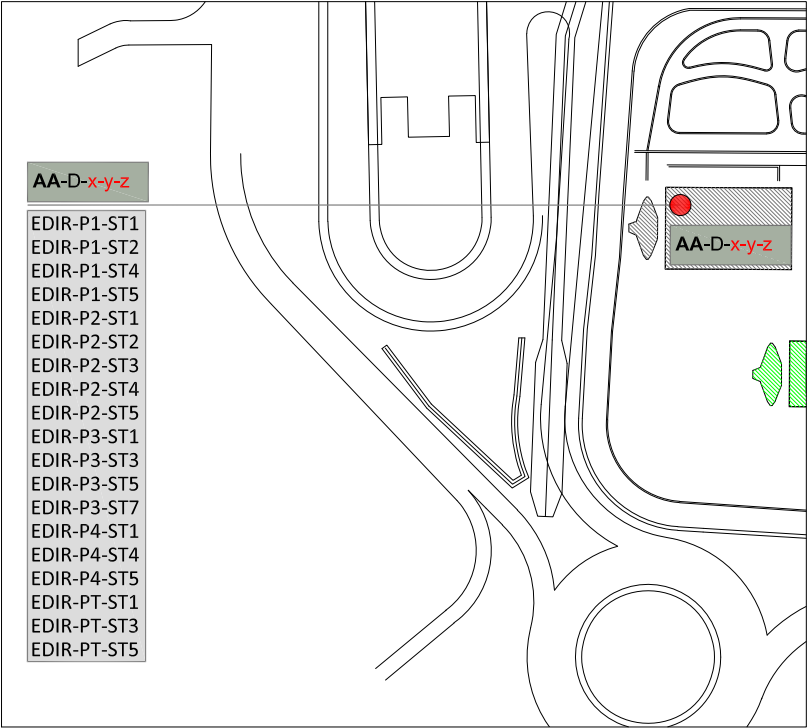 AA-D-x-y-z
EDIR-P1-ST1
EDIR-P1-ST2
EDIR-P1-ST4
EDIR-P1-ST5
EDIR-P2-ST1
EDIR-P2-ST2
EDIR-P2-ST3
EDIR-P2-ST4
EDIR-P2-ST5
EDIR-P3-ST1
EDIR-P3-ST3
EDIR-P3-ST5
EDIR-P3-ST7
EDIR-P4-ST1
EDIR-P4-ST4
EDIR-P4-ST5
EDIR-PT-ST1
EDIR-PT-ST3
EDIR-PT-ST5
AA-D-x-y-z